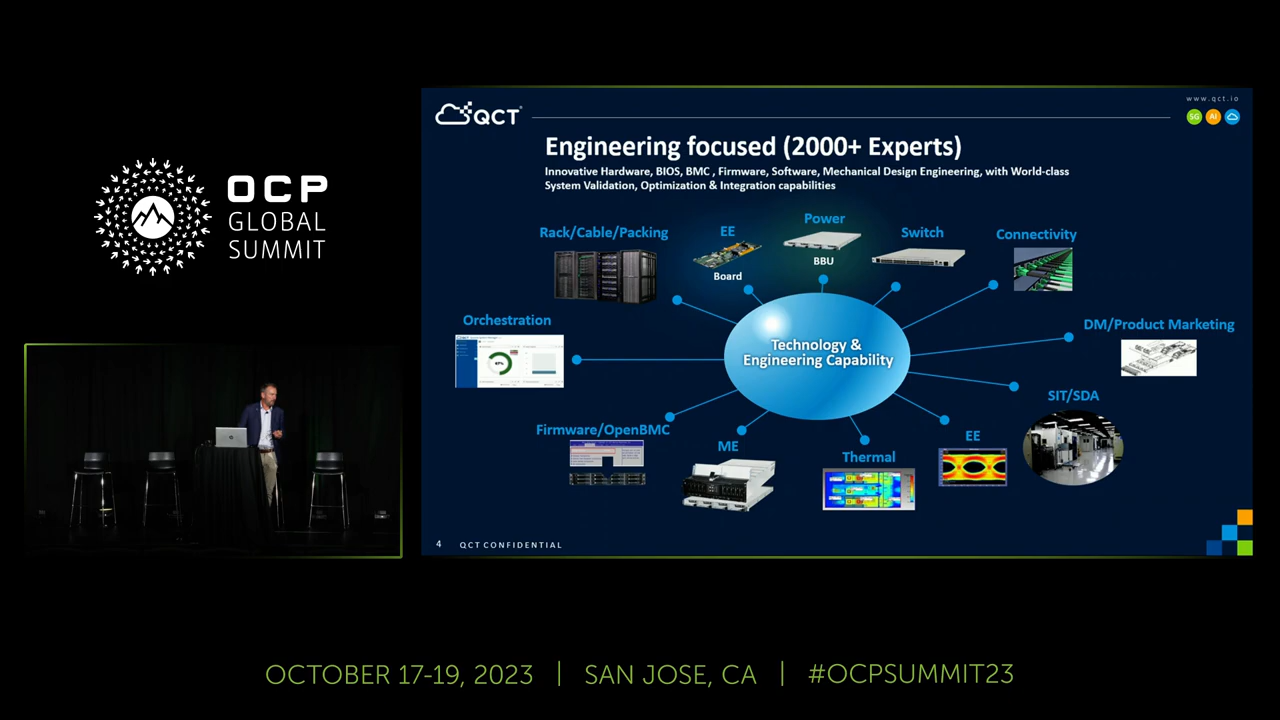 OCP
GLOBAL
SUMMIT
QCT
www.qct.io
5G AI
Engineering focused (2000+ Experts)
Innovative Hardware, BIOS, BMC , Firmware, Software, Mechanical Design Engineering, with World-class
System Validation, Optimization & Integration capabilities
Rack/Cable/Packing
EE
Board
Power
BBU
Switch
Connectivity
Orchestration
Technology &
Engineering Capability
DM/Product Marketing
SIT/SDA
Firmware/OpenBMC
ME
Thermal
EE
4 QCT CONFIDENTIAL
OCTOBER 17-19, 2023 | SAN JOSE, CA | #OCPSUMMIT23